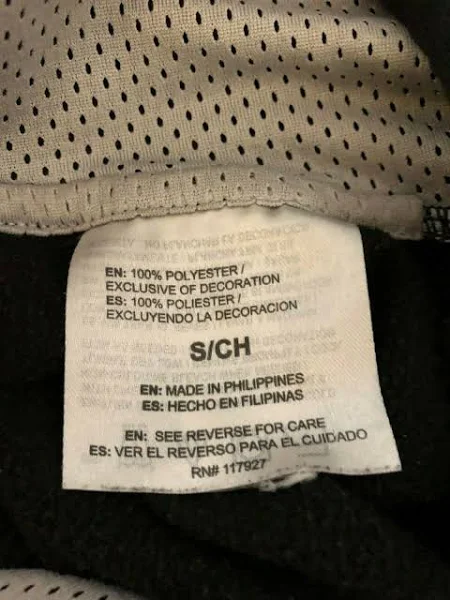 EN: 100% POLYESTER /
EXCLUSIVE OF DECORATION
ES: 100% POLIESTER /
EXCLUYENDO LA DECORACION
S/CH
EN: MADE IN PHILIPPINES
ES: HECHO EN FILIPINAS
EN: SEE REVERSE FOR CARE
ES: VER EL REVERSO PARA EL CUIDADO
RN# 117927